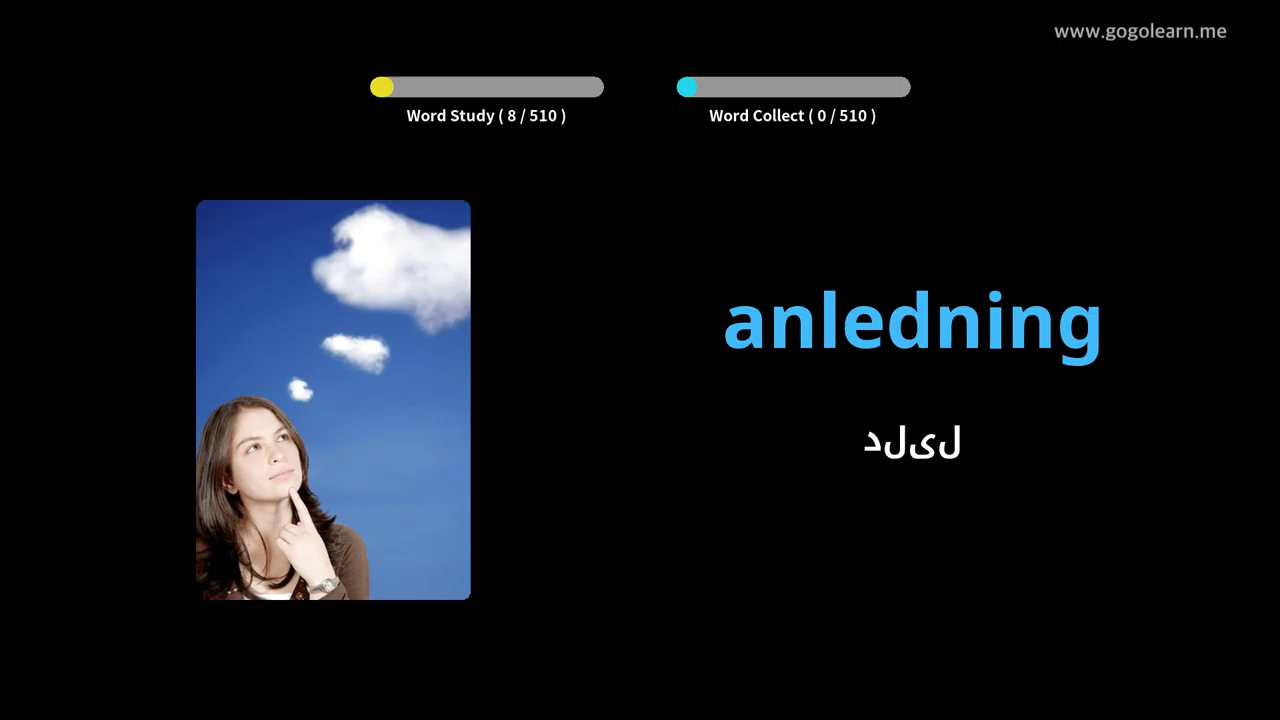 www.gogolearn.me
Word Study ( 8 / 510 )
Word Collect ( 0 / 510 )
anledning
دلیل